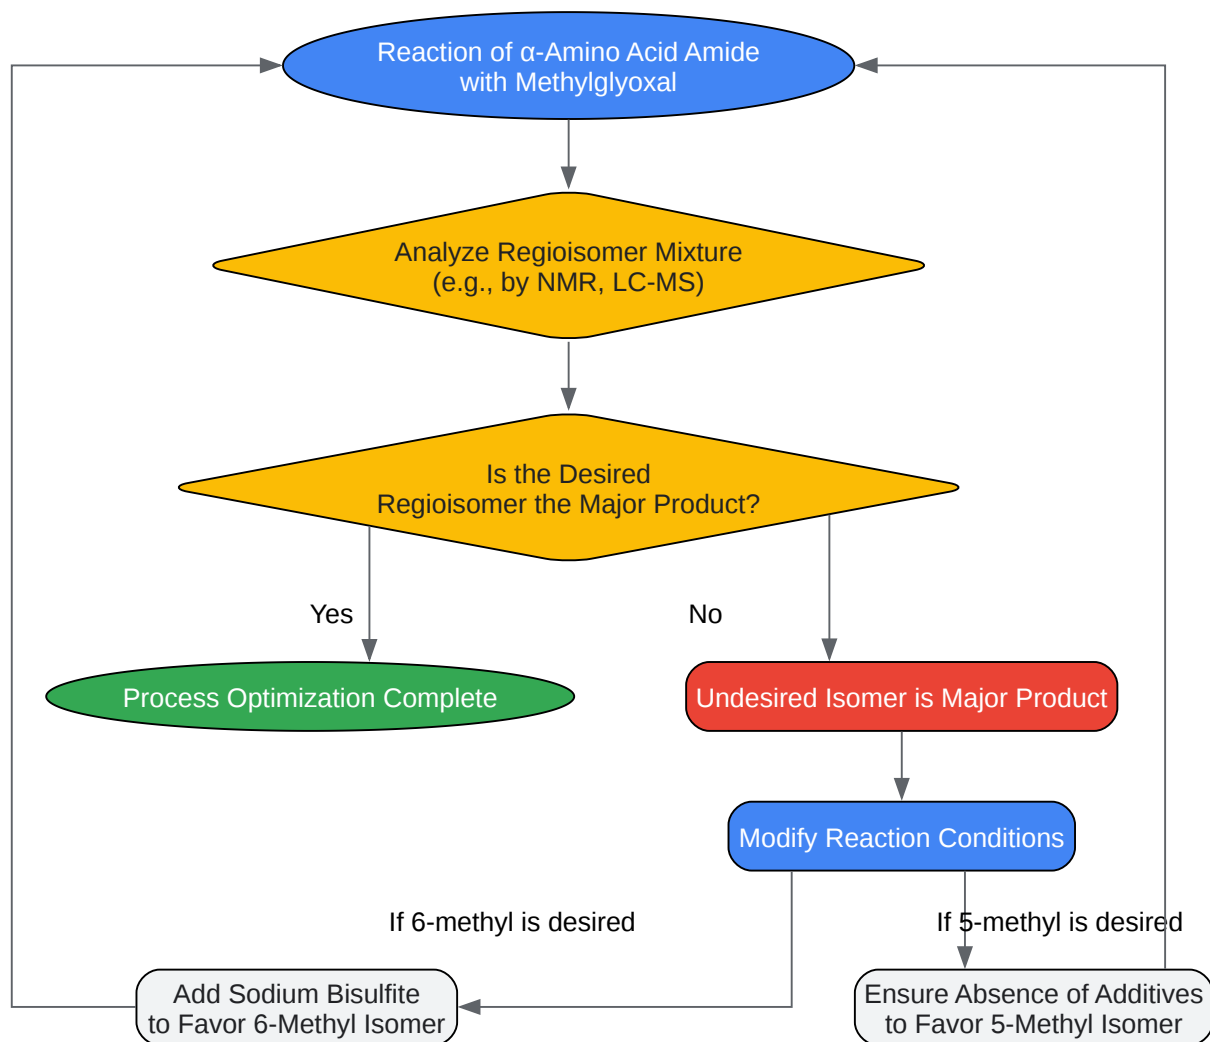 Reaction of α-Amino Acid Amide
with Methylglyoxal
Analyze Regioisomer Mixture
(e.g., by NMR, LC-MS)
Is the Desired
Regioisomer the Major Product?
Yes
No
Process Optimization Complete
Undesired Isomer is Major Product
Modify Reaction Conditions
If 6-methyl is desired
If 5-methyl is desired
Add Sodium Bisulfite
to Favor 6-Methyl Isomer
Ensure Absence of Additives
to Favor 5-Methyl Isomer